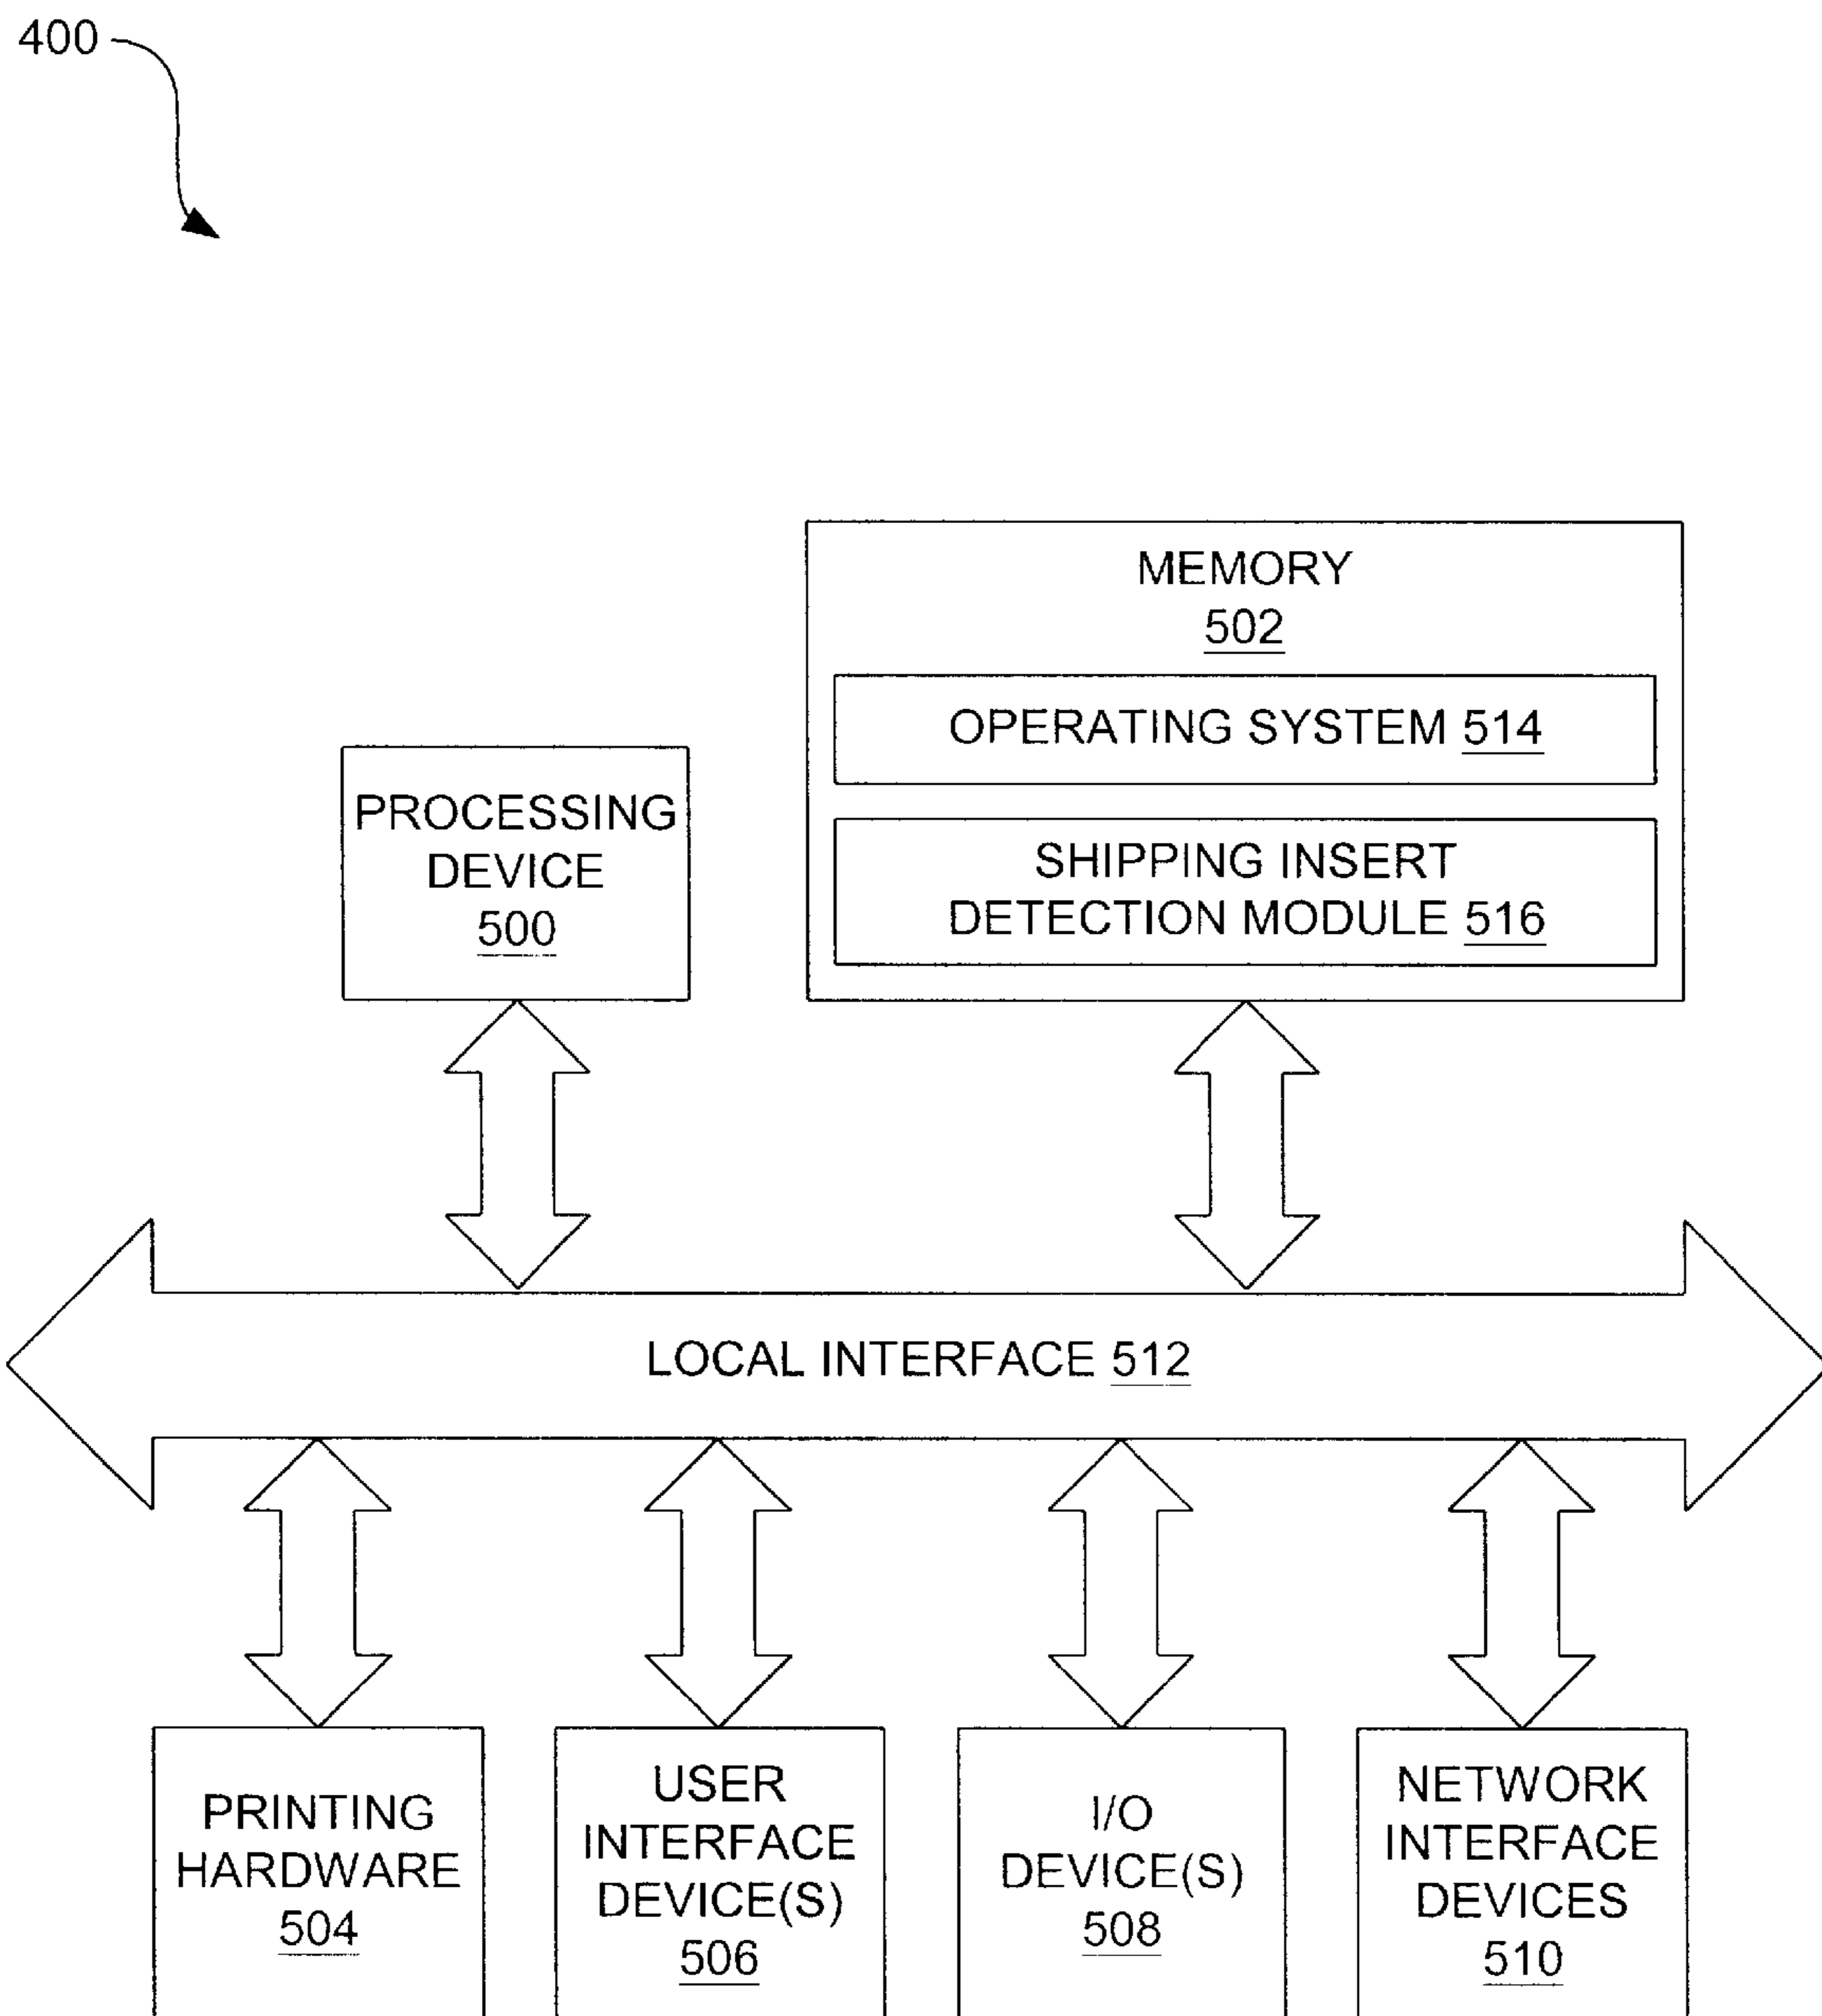 400
MEMORY
502
OPERATING SYSTEM 514
SHIPPING INSERT
DETECTION MODULE 516
PROCESSING
DEVICE
500
LOCAL INTERFACE 512
PRINTING
HARDWARE
504
USER
INTERFACE
DEVICE(S)
506
I/O
DEVICE(S)
508
NETWORK
INTERFACE
DEVICES
510